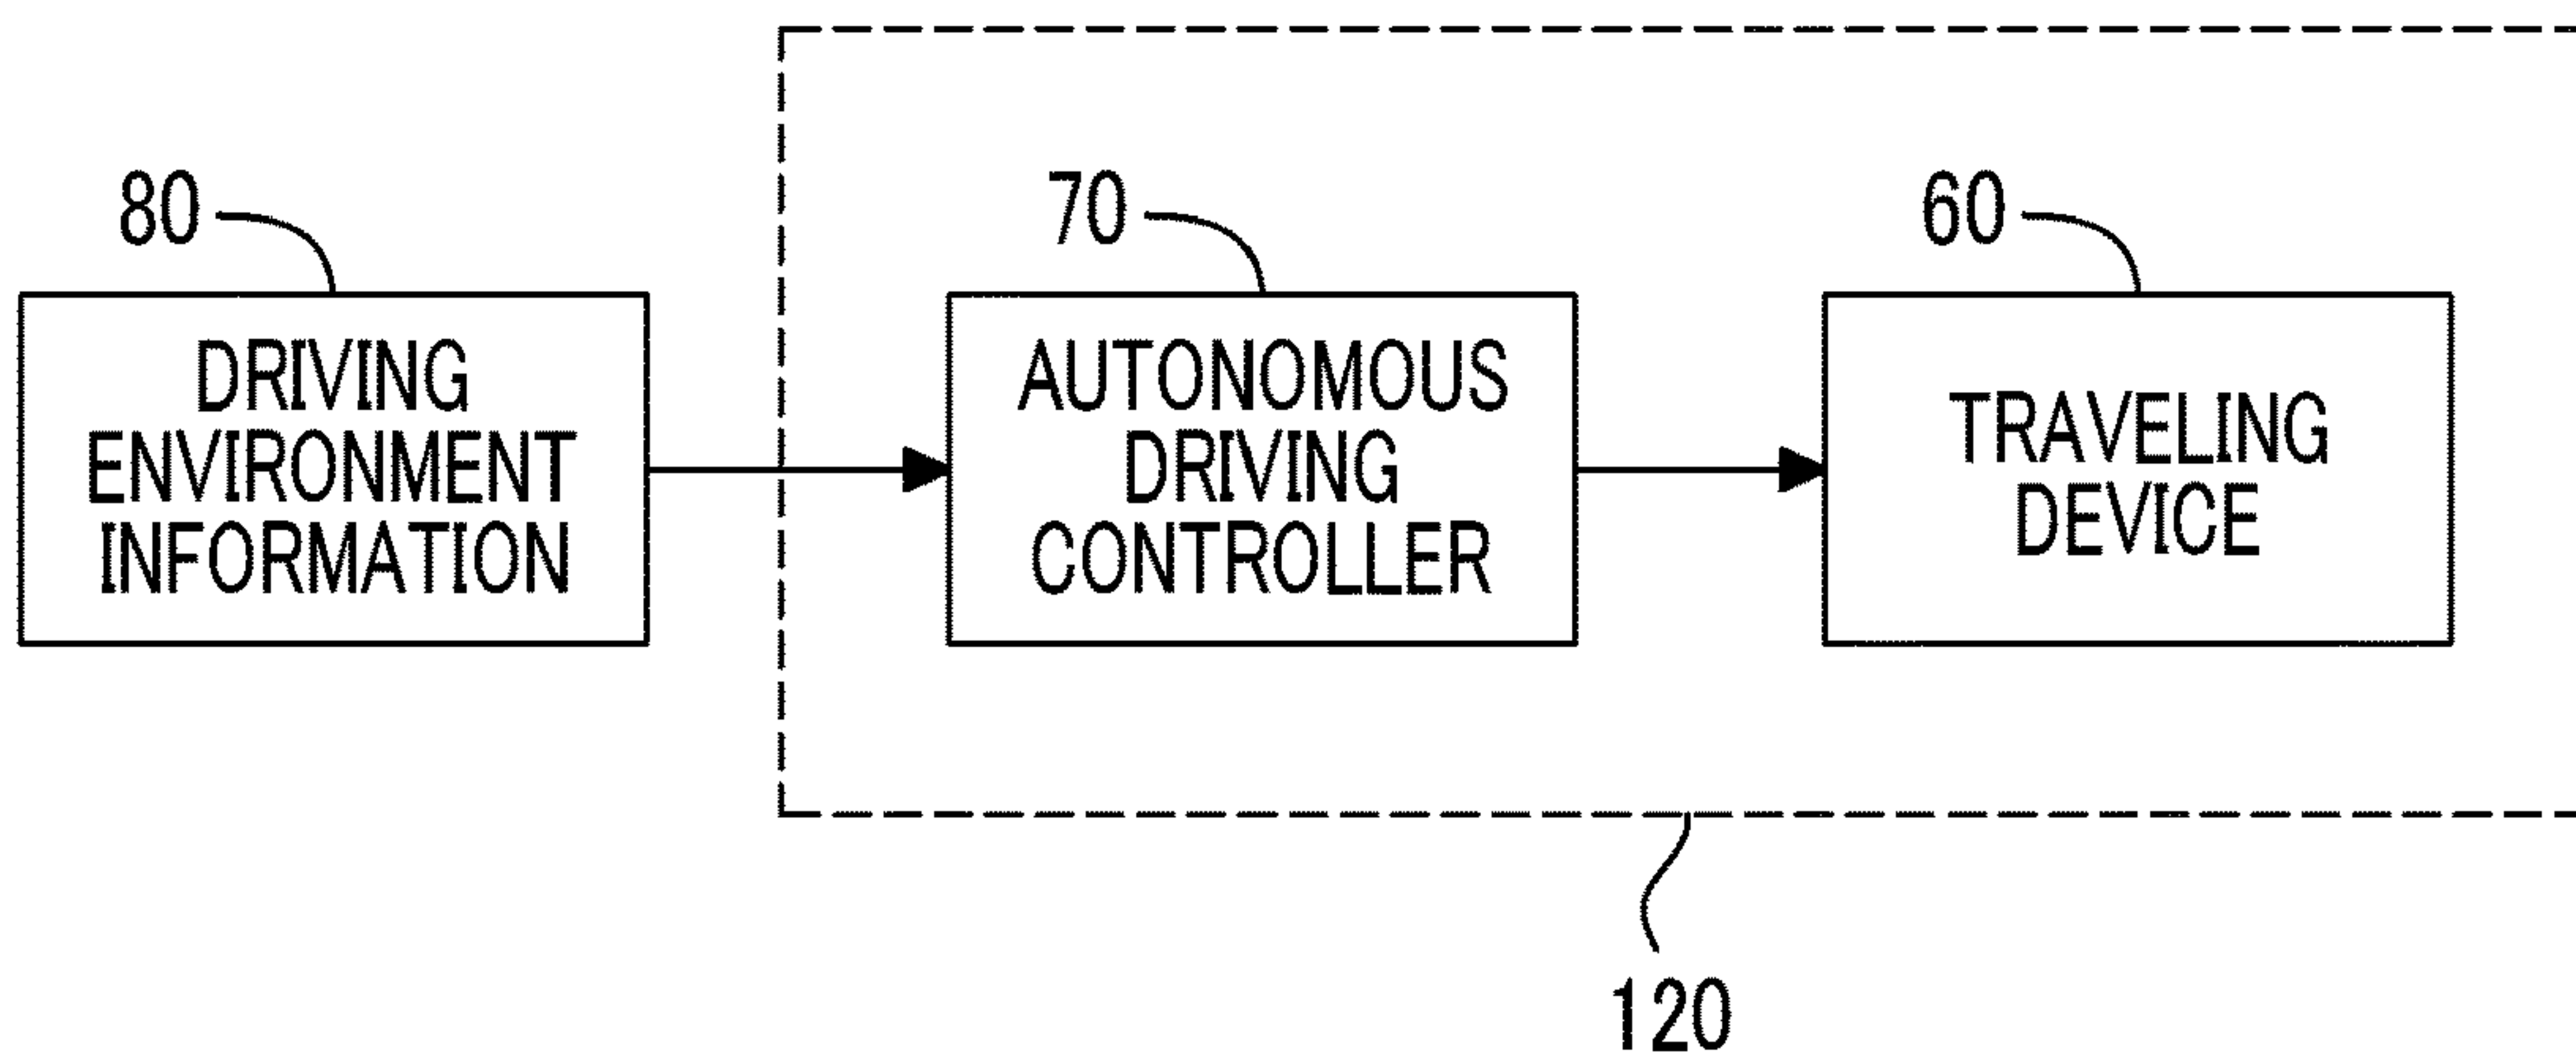 80
70
60
DRIVING
ENVIRONMENT
INFORMATION
AUTONOMOUS
DRIVING
CONTROLLER
TRAVELING
DEVICE
120